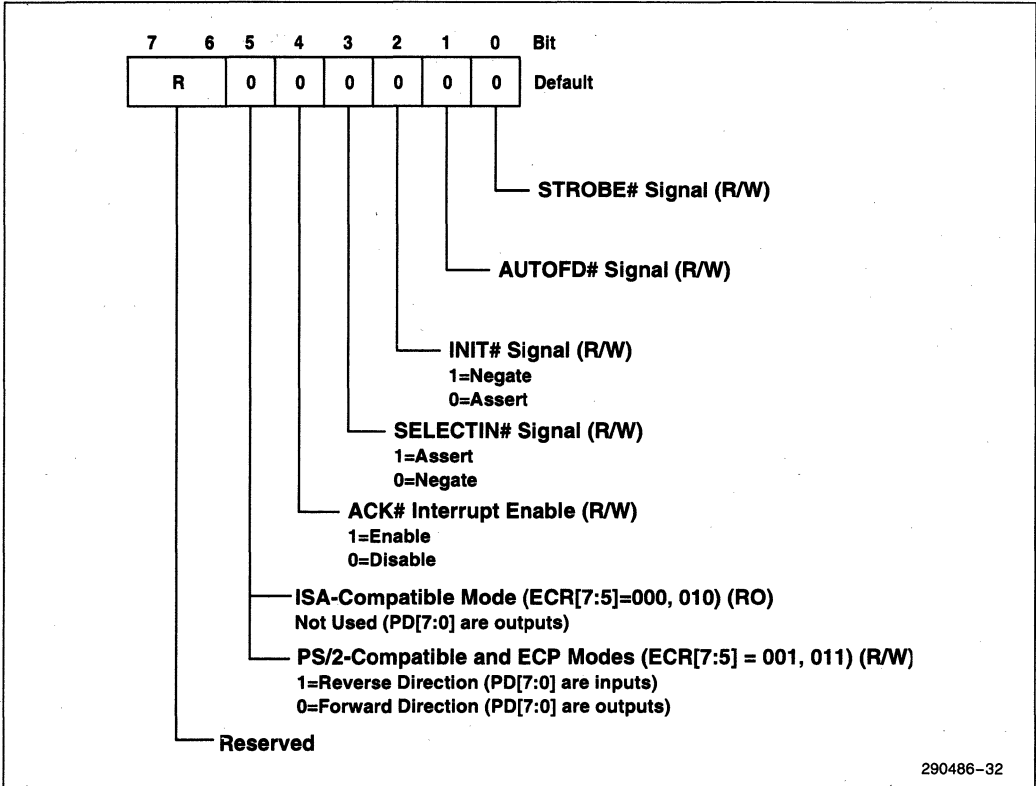 7 6 5 4 3 2 1 0 Bit
R 0 0 0 0 0 0 Default
STROBE# Signal (R/W)
AUTOFD# Signal (R/W)
INIT# Signal (R/W)
1=Negate
0=Assert
SELECTIN# Signal (R/W)
1=Assert
0=Negate
ACK# Interrupt Enable (R/W)
1=Enable
0=Disable
ISA-Compatible Mode (ECR[7:5]=000, 010) (RO)
Not Used (PD[7:0] are outputs)
PS/2-Compatible and ECP Modes (ECR[7:5] = 001, 011) (R/W)
1=Reverse Direction (PD[7:0] are inputs)
0=Forward Direction (PD[7:0] are outputs)
Reserved
290486-32